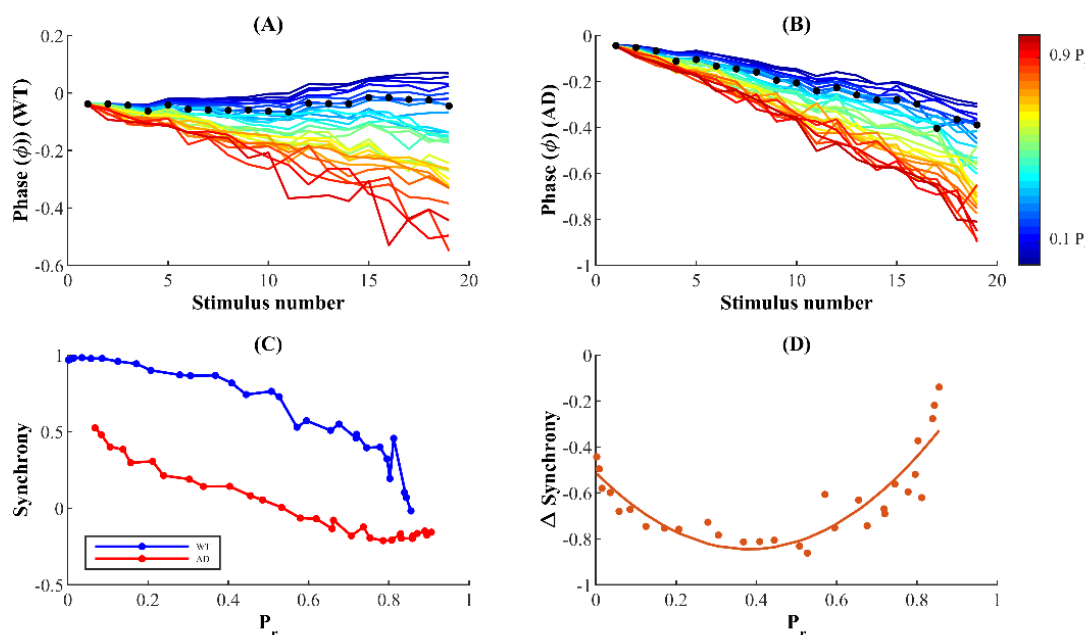 (A)
0.2
0
-0.2
-0.4
-0.6
Phase (ϕ)) (WT)
0 5 10 15 20
Stimulus number
(B)
0
-0.2
-0.4
-0.6
-0.8
-1
Phase (ϕ) (AD)
0 5 10 15 20
Stimulus number
0.9 P
0.1 P
(C)
1
0.5
0
-0.5
Synchrony
WT
AD
0 0.2 0.4 0.6 0.8 1
P_r
(D)
0
-0.2
-0.4
-0.6
-0.8
-1
Δ Synchrony
0 0.2 0.4 0.6 0.8 1
P_r